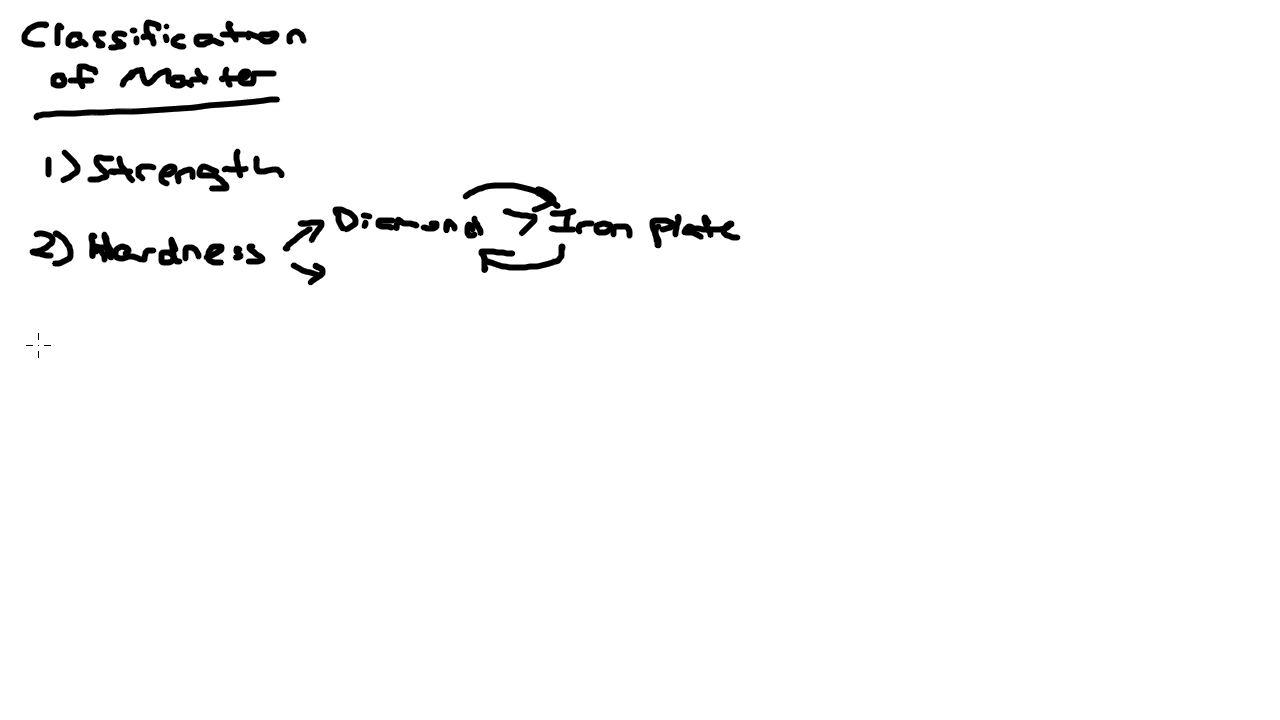 Classification
of Matter
1) Strength
2) Hardness Diamond > Iron plate